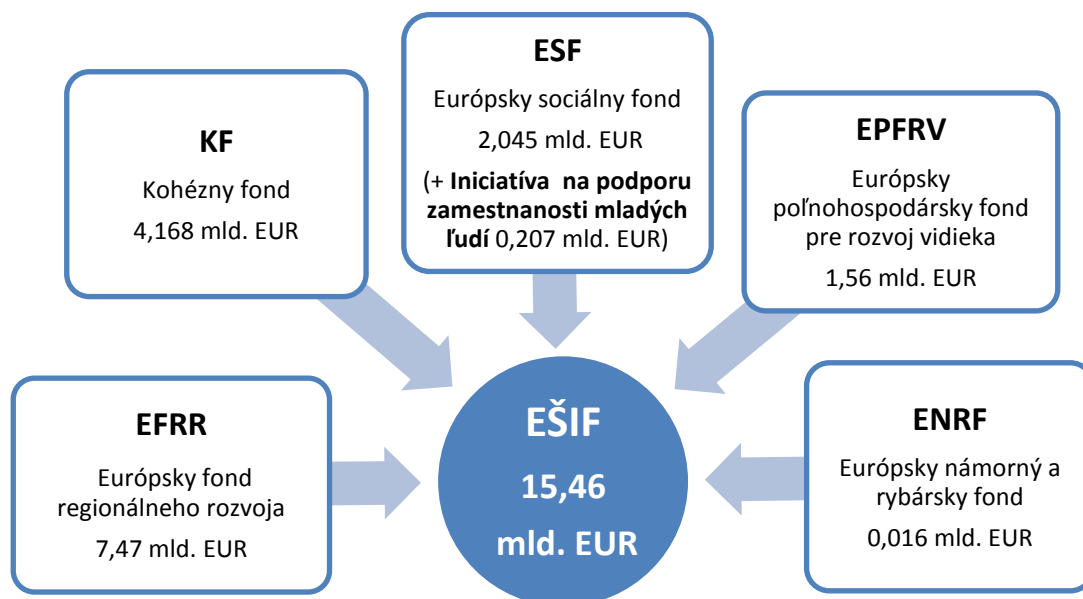 ESF
Európsky sociálny fond
2,045 mld. EUR
(+ Iniciatíva na podporu
zamestnanosti mladých
ľudí 0,207 mld. EUR)
KF
Kohézny fond
4,168 mld. EUR
EPFRV
Európsky
poľnohospodársky fond
pre rozvoj vidieka
1,56 mld. EUR
EFRR
Európsky fond
regionálneho rozvoja
7,47 mld. EUR
EŠIF
15,46
mld. EUR
ENRF
Európsky námorný a
rybársky fond
0,016 mld. EUR